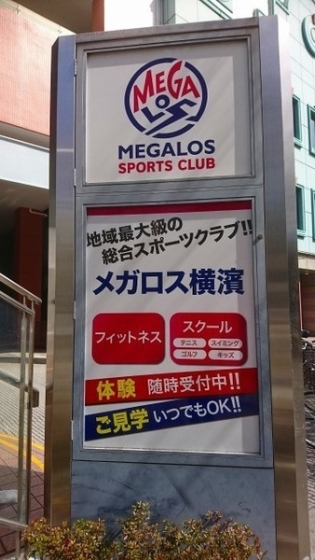 MEGA
LOS
MEGALOS
SPORTS CLUB
地域最大級の
総合スポーツクラブ!!
メガロス横濱
フィットネス
スクール
テニス スイミング
ゴルフ キッズ
体験 随時受付中!!
ご見学 いつでもOK!!